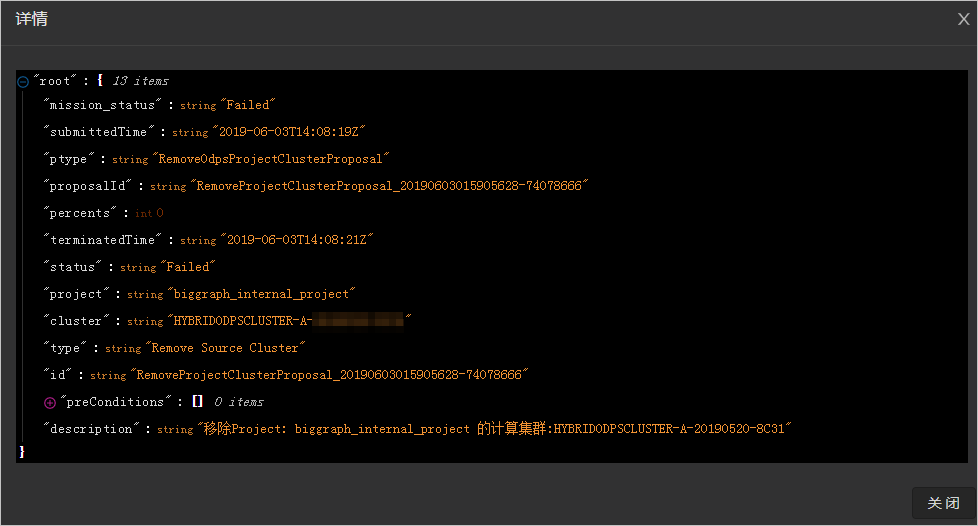 详情
X
"root" : { 13 items
"mission_status" : string "Failed"
"submittedTime" : string "2019-06-03T14:08:19Z"
"ptype" : string "RemoveOdpsProjectClusterProposal"
"proposalId" : string "RemoveProjectClusterProposal_20190603015905628-74078666"
"percents" : int 0
"terminatedTime" : string "2019-06-03T14:08:21Z"
"status" : string "Failed"
"project" : string "biggraph_internal_project"
"cluster" : string "HYBRIDODPSCLUSTER-A-"
"type" : string "Remove Source Cluster"
"id" : string "RemoveProjectClusterProposal_20190603015905628-74078666"
"preConditions" : [] 0 items
"description" : string "移除Project: biggraph_internal_project 的计算集群:HYBRIDODPSCLUSTER-A-20190520-8C31"
}
关 闭